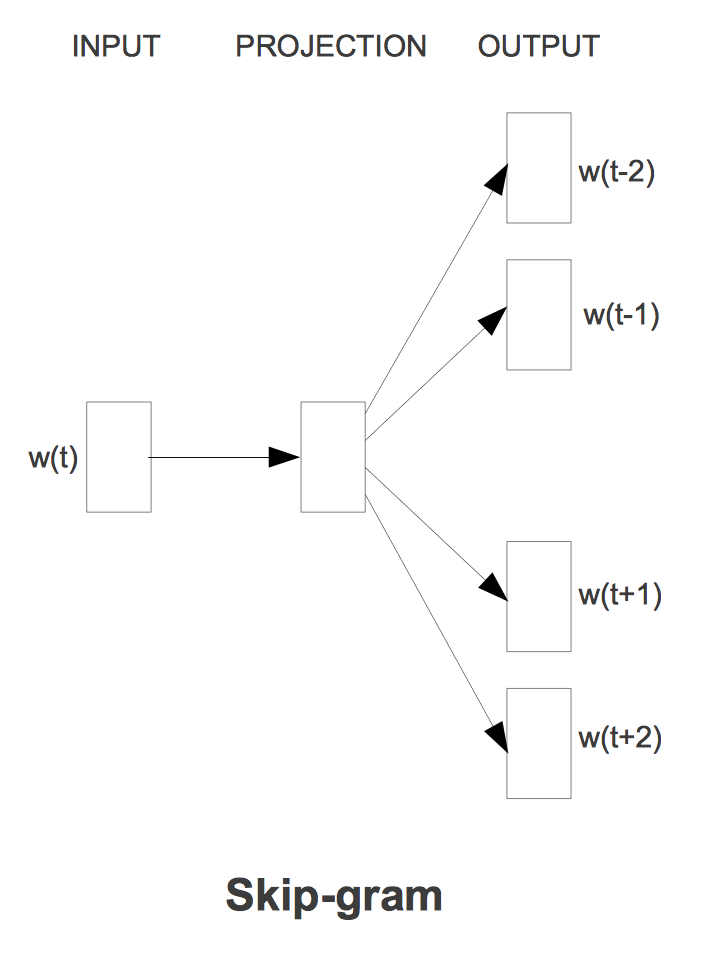 INPUT PROJECTION OUTPUT
w(t-2)
w(t-1)
w(t)
w(t+1)
w(t+2)
Skip-gram